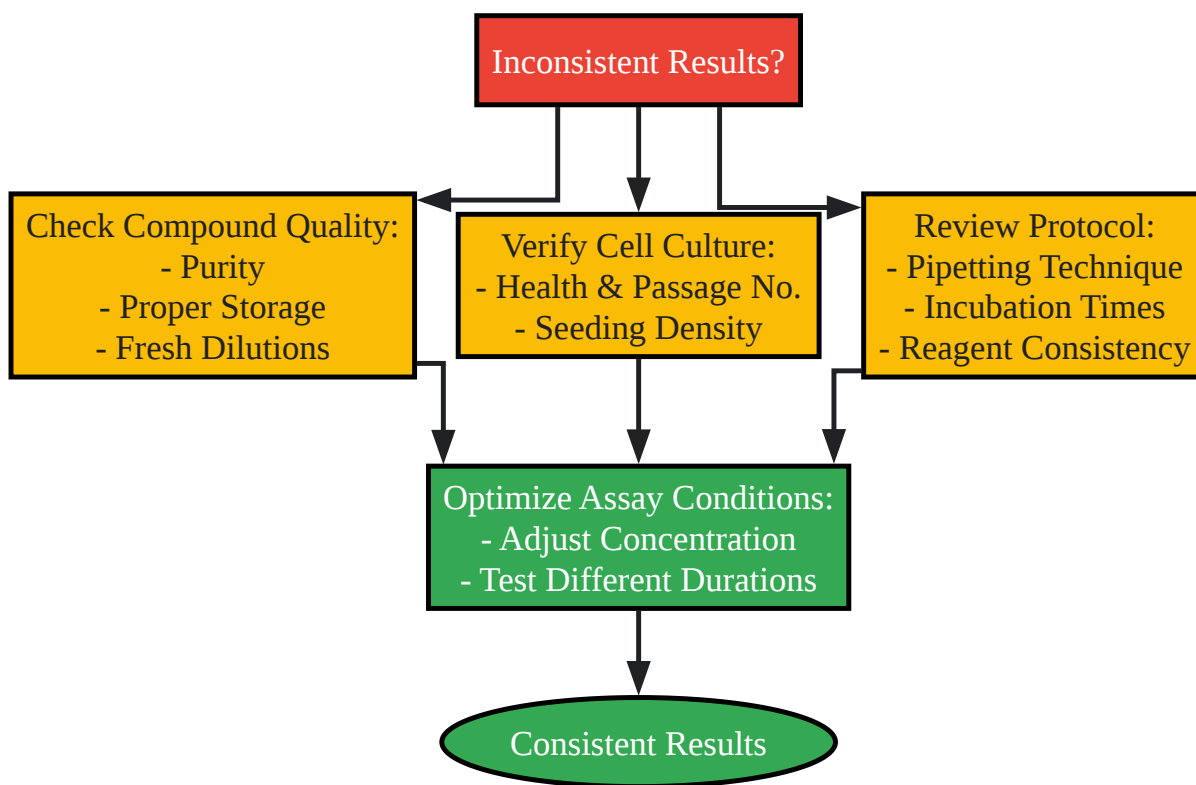 Inconsistent Results?
Check Compound Quality:
- Purity
- Proper Storage
- Fresh Dilutions
Verify Cell Culture:
- Health & Passage No.
- Seeding Density
Review Protocol:
- Pipetting Technique
- Incubation Times
- Reagent Consistency
Optimize Assay Conditions:
- Adjust Concentration
- Test Different Durations
Consistent Results